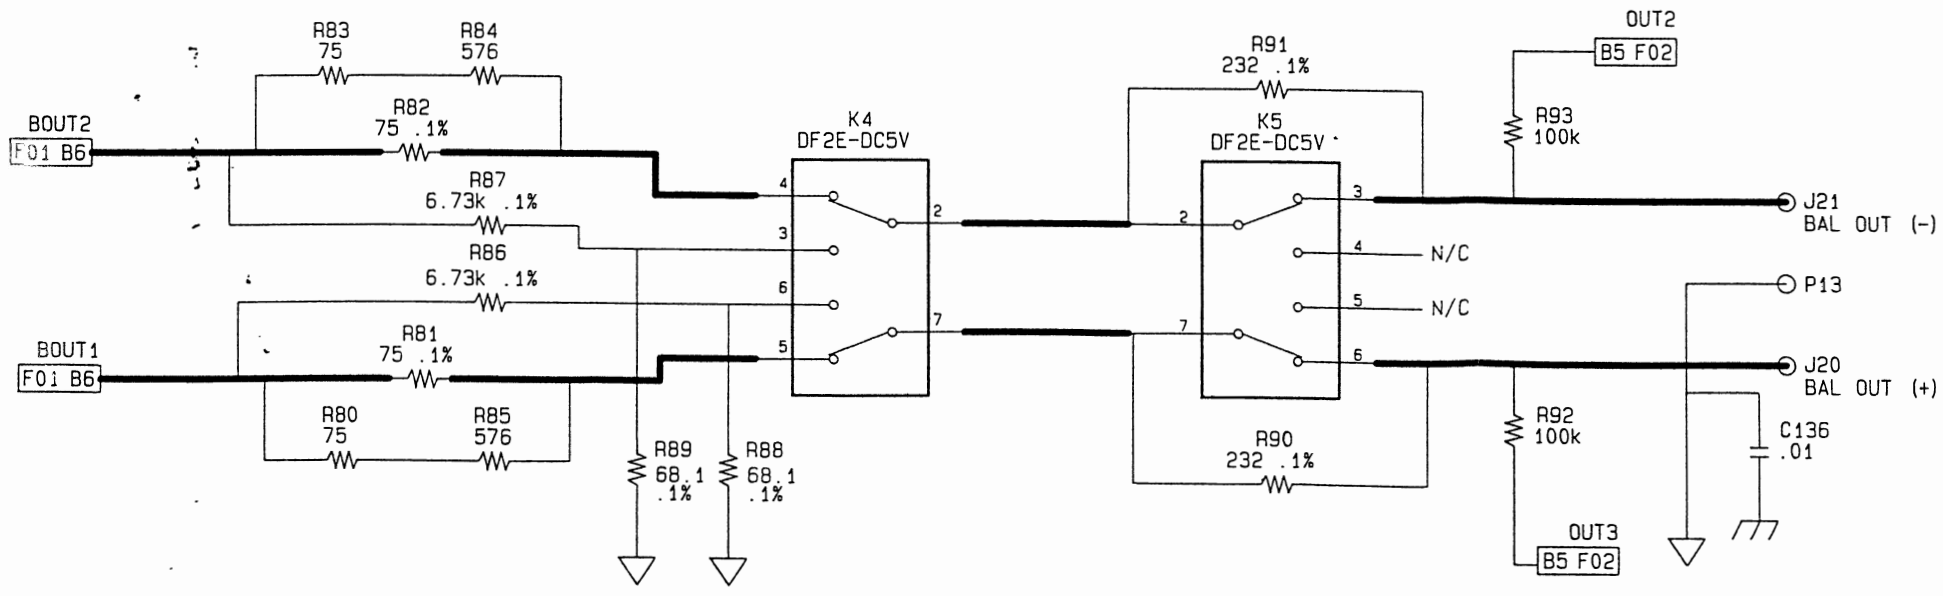 R83
75
R84
576
BOUT2
F01 B6
R82
75 .1%
R87
6.73k .1%
R86
6.73k .1%
BOUT1
F01 B6
R81
75 .1%
R80
75
R85
576
R89
68.1
.1%
R88
68.1
.1%
K4
DF2E-DC5V
4
3
6
5
2
7
R91
232 .1%
K5
DF2E-DC5V
2
7
3
4
N/C
5
N/C
6
R90
232 .1%
OUT2
B5 F02
R93
100k
J21
BAL OUT (-)
P13
J20
BAL OUT (+)
R92
100k
C136
.01
OUT3
B5 F02